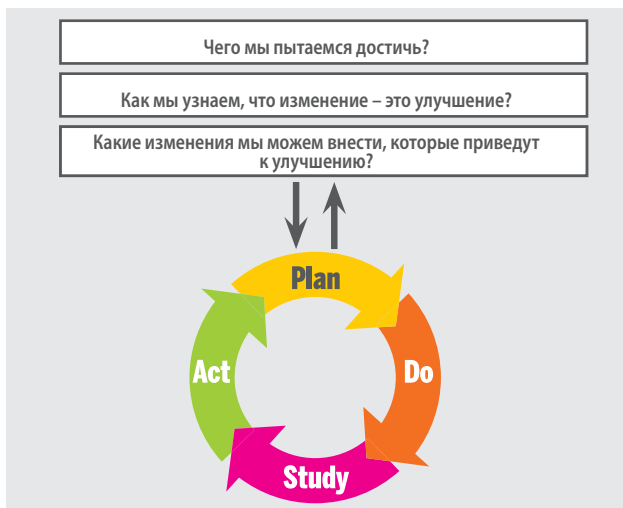 Чего мы пытаемся достичь?
Как мы узнаем, что изменение – это улучшение?
Какие изменения мы можем внести, которые приведут
к улучшению?
Plan
Act
Do
Study